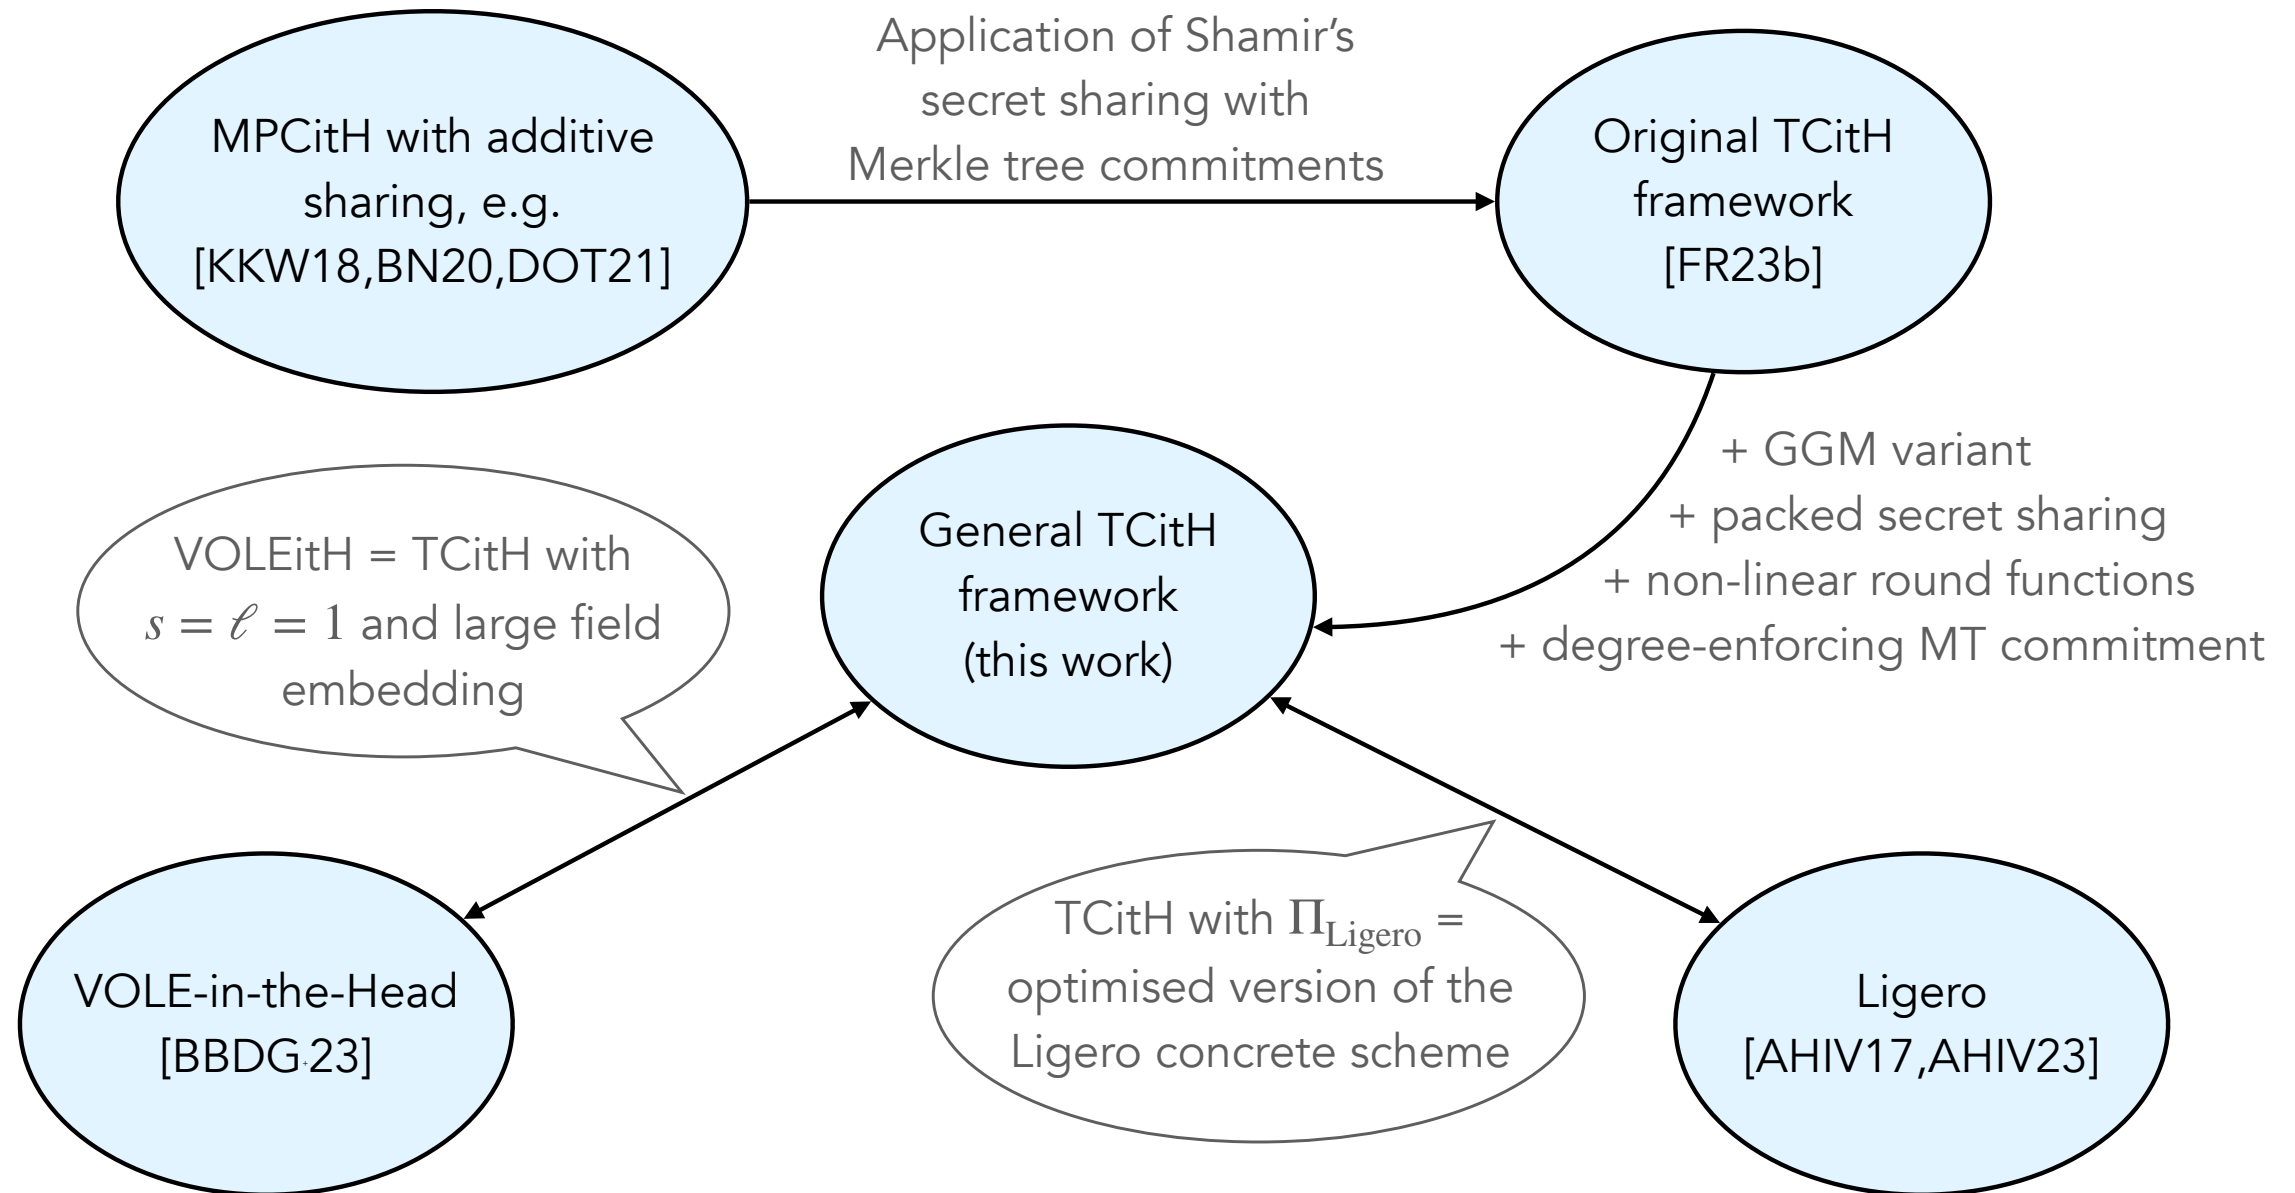 Application of Shamir’s
secret sharing with
Merkle tree commitments
MPCitH with additive
sharing, e.g.
[KKW18,BN20,DOT21]
Original TCitH
framework
[FR23b]
+ GGM variant
+ packed secret sharing
+ non-linear round functions
+ degree-enforcing MT commitment
General TCitH
framework
(this work)
VOLEitH = TCitH with
s = ℓ = 1 and large field
embedding
TCitH with Π_Ligero =
optimised version of the
Ligero concrete scheme
VOLE-in-the-Head
[BBDG+23]
Ligero
[AHIV17,AHIV23]